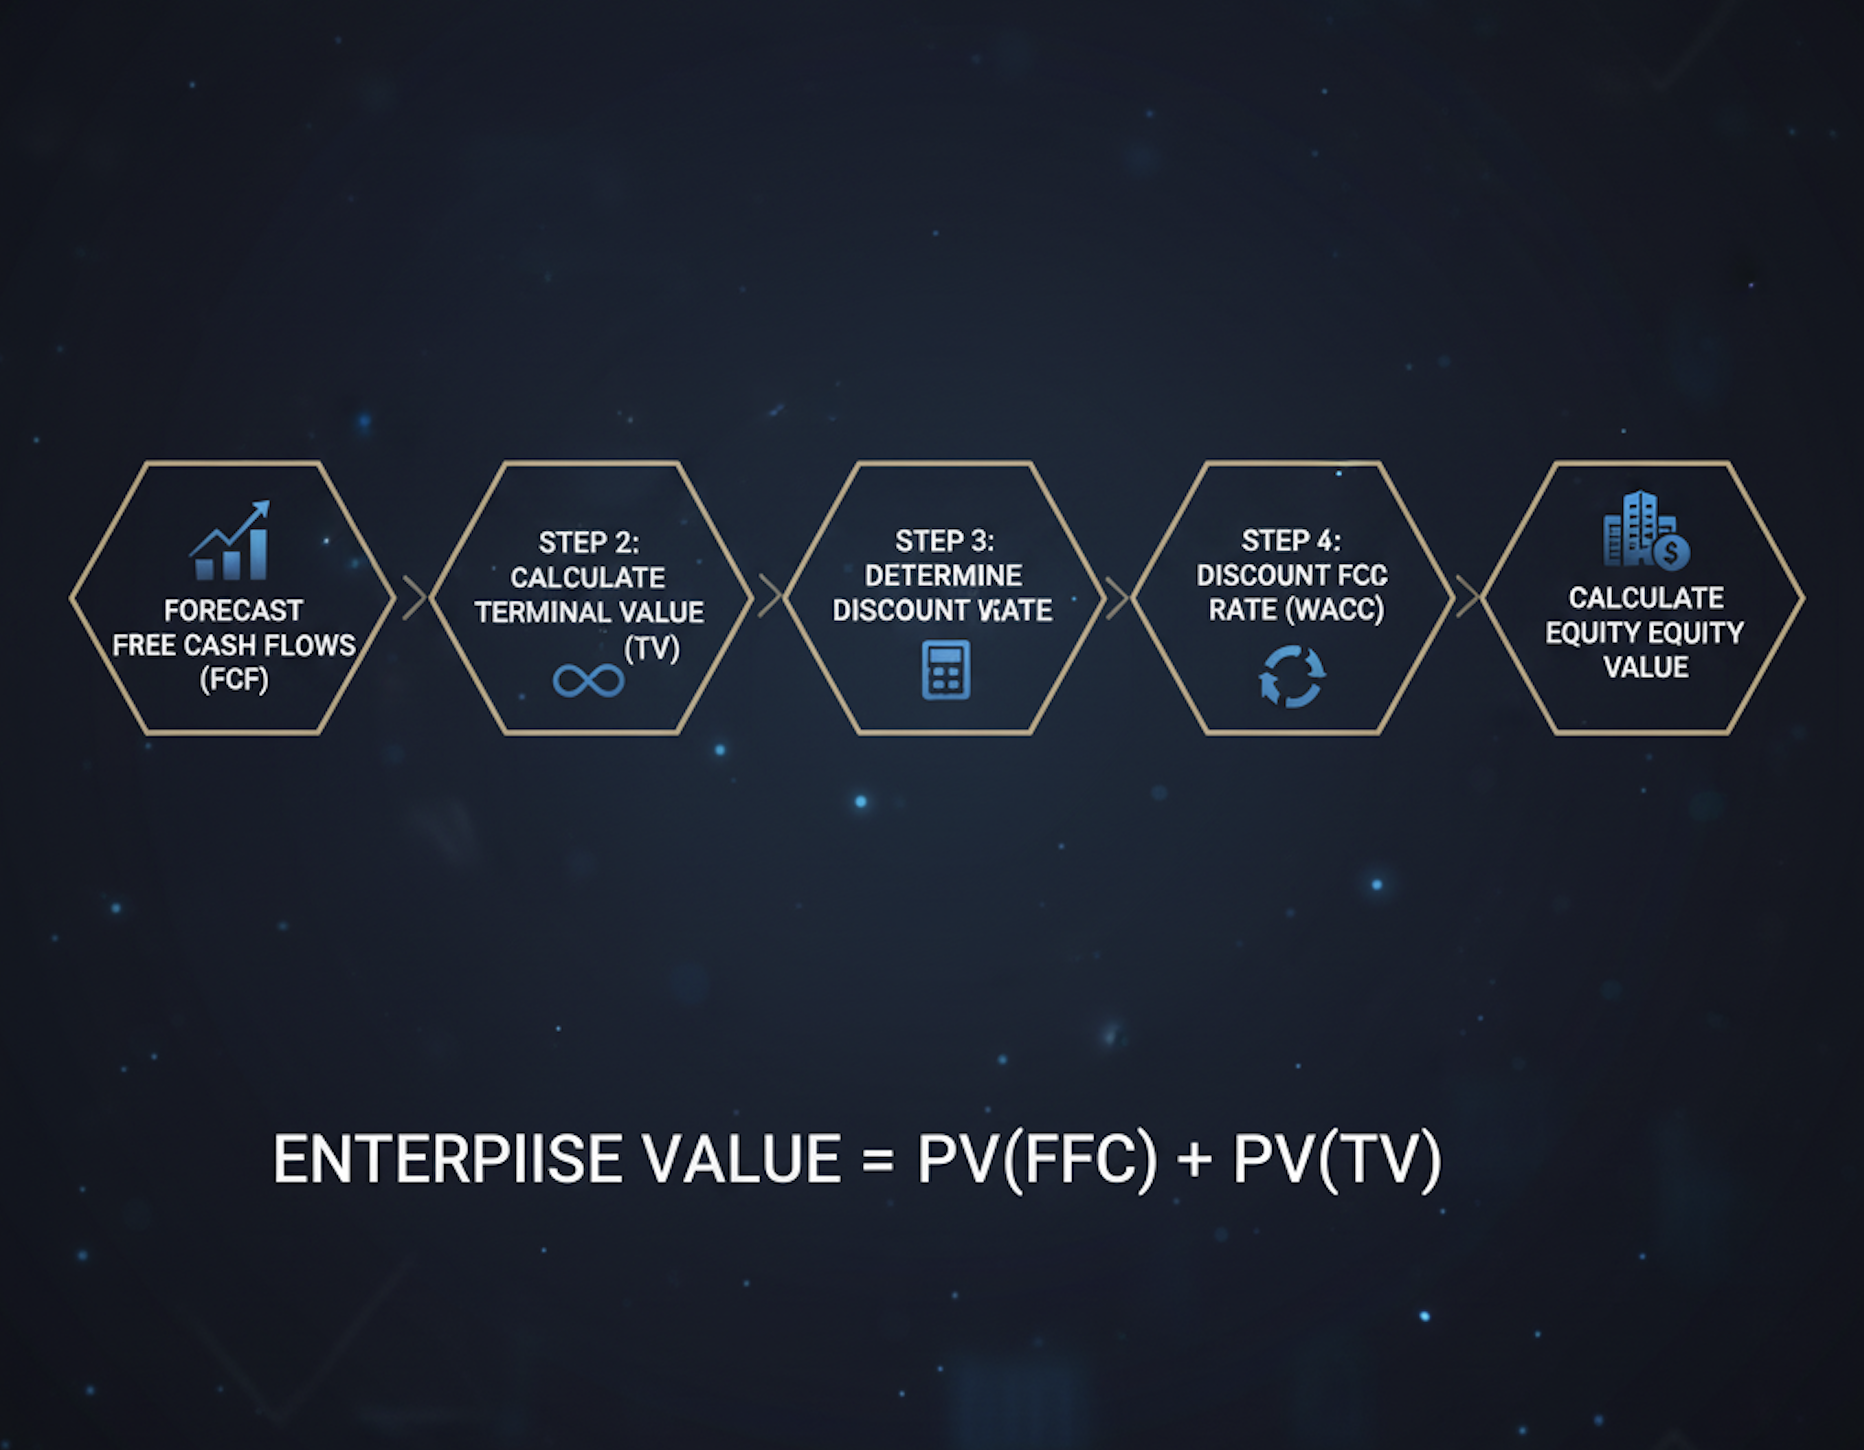 FORECAST
FREE CASH FLOWS
(FCF)
STEP 2:
CALCULATE
TERMINAL VALUE
(TV)
STEP 3:
DETERMINE
DISCOUNT
STEP 4:
DISCOUNT FCC
RATE (WACC)
$
CALCULATE
EQUITY EQUITY
VALUE
ENTERPIISE VALUE = PV(FFC) + PV(TV)